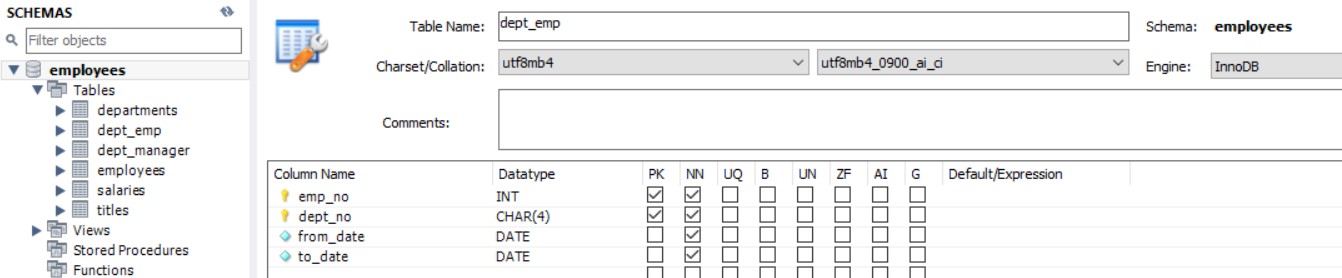 SCHEMAS
Filter objects
employees
Tables
departments
dept_emp
dept_manager
employees
salaries
titles
Views
Stored Procedures
Functions
Table Name: dept_emp Schema: employees
Charset/Collation: utf8mb4 utf8mb4_0900_ai_ci Engine: InnoDB
Comments:
Column Name Datatype PK NN UQ B UN ZF AI G Default/Expression
emp_no INT
dept_no CHAR(4)
from_date DATE
to_date DATE